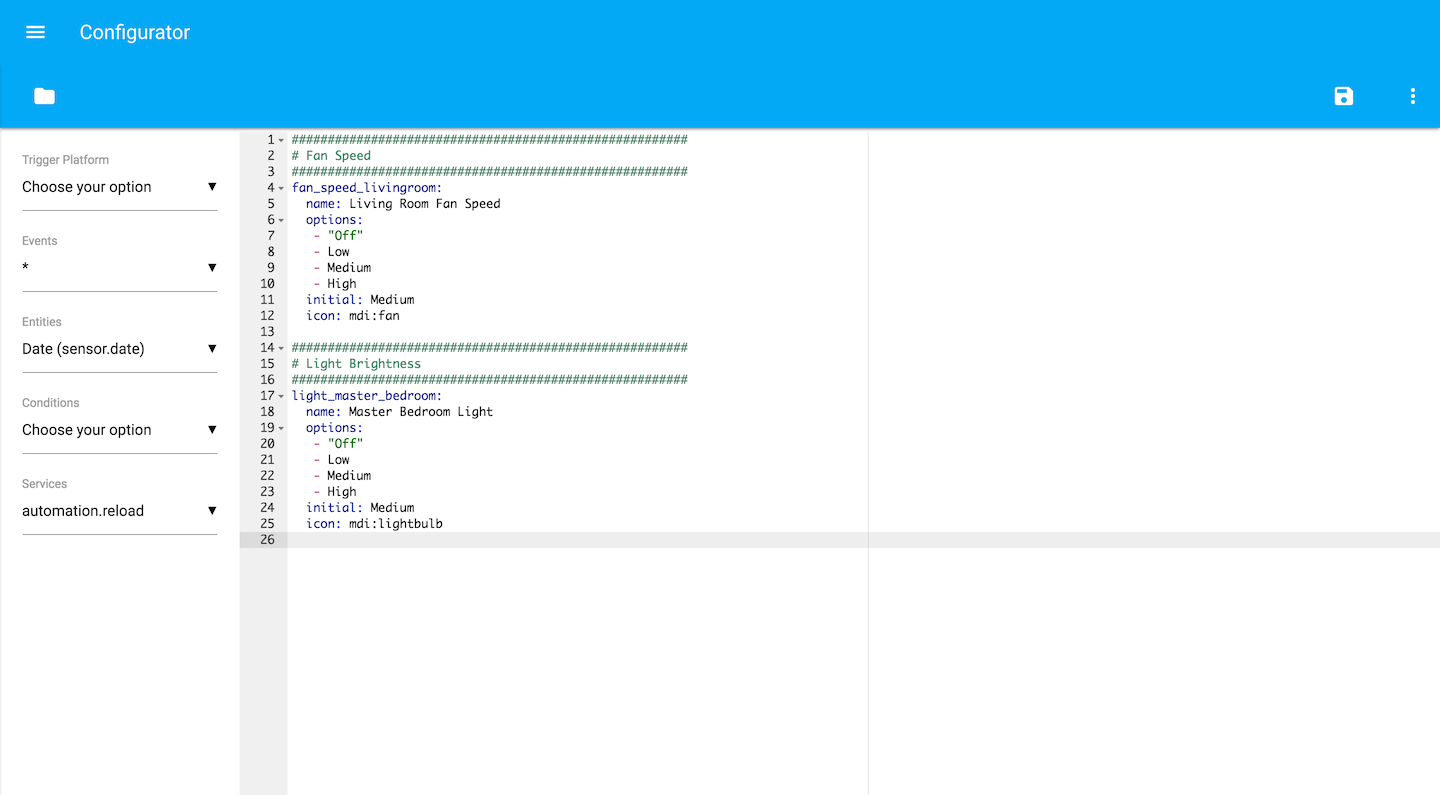 Configurator
Trigger Platform
Choose your option
Events
*
Entities
Date (sensor.date)
Conditions
Choose your option
Services
automation.reload
1 #######################################################
2 # Fan Speed
3 #######################################################
4 fan_speed_livingroom:
5   name: Living Room Fan Speed
6   options:
7    - "Off"
8    - Low
9    - Medium
10    - High
11   initial: Medium
12   icon: mdi:fan
13
14 #######################################################
15 # Light Brightness
16 #######################################################
17 light_master_bedroom:
18   name: Master Bedroom Light
19   options:
20    - "Off"
21    - Low
22    - Medium
23    - High
24   initial: Medium
25   icon: mdi:lightbulb
26